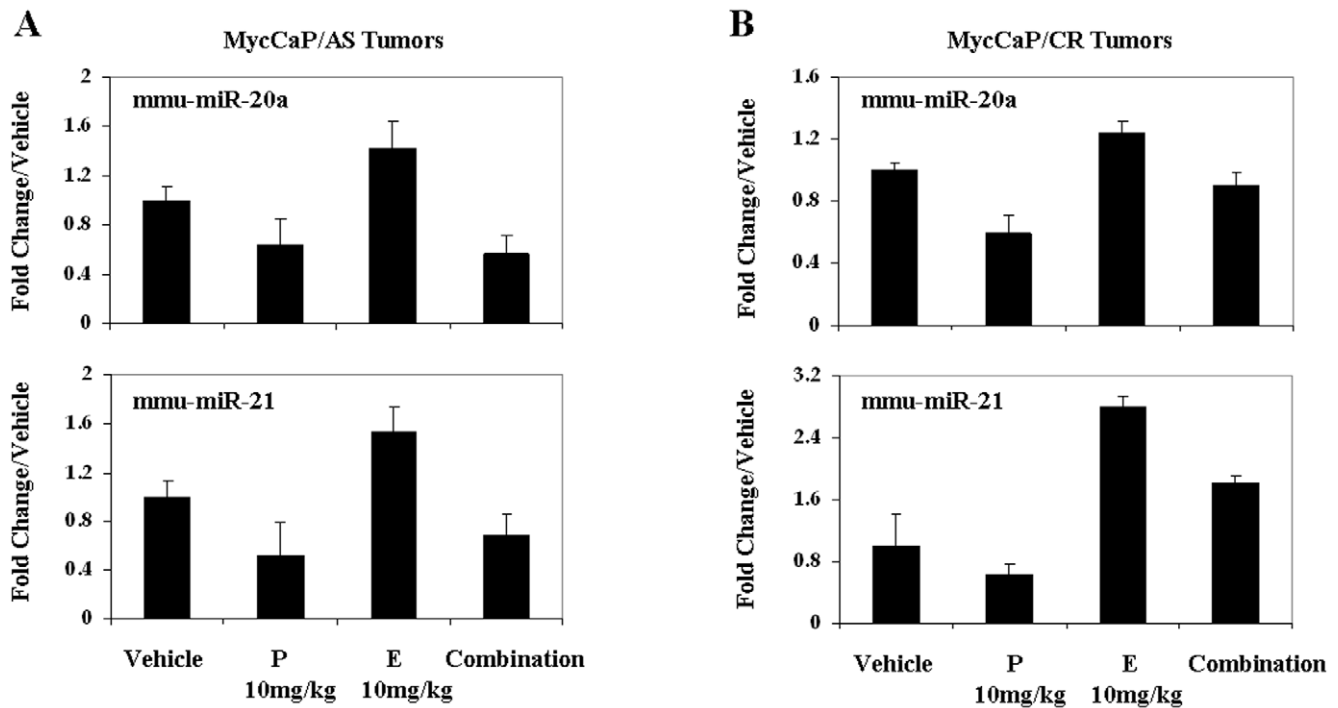 A
MycCaP/AS Tumors
Fold Change/Vehicle
2
1.6
1.2
0.8
0.4
0
mmu-miR-20a
Fold Change/Vehicle
2
1.6
1.2
0.8
0.4
0
mmu-miR-21
Vehicle P E Combination
10mg/kg 10mg/kg
B
MycCaP/CR Tumors
Fold Change/Vehicle
1.6
1.2
0.8
0.4
0
mmu-miR-20a
Fold Change/Vehicle
3.2
2.4
1.6
0.8
0
mmu-miR-21
Vehicle P E Combination
10mg/kg 10mg/kg